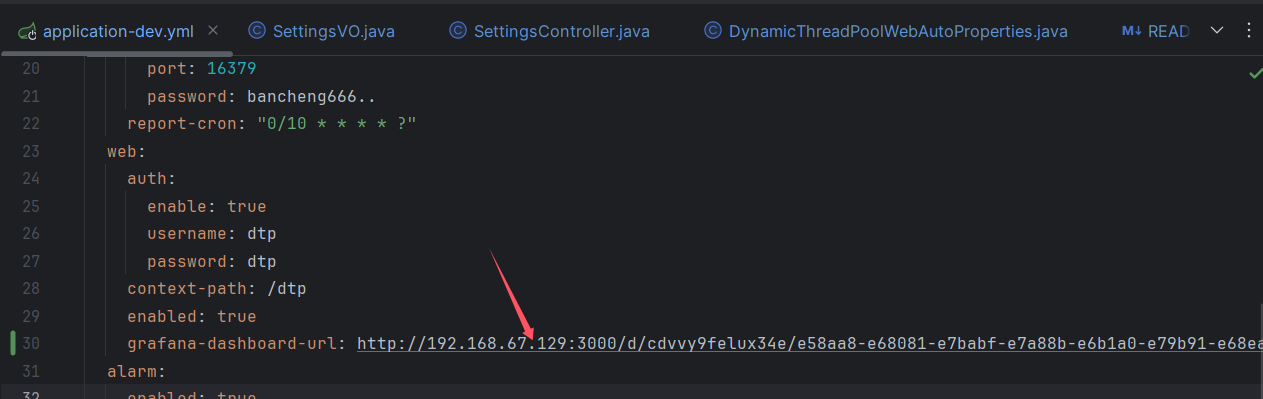 application-dev.yml
SettingsVO.java
SettingsController.java
DynamicThreadPoolWebAutoProperties.java
M↓ READ
20 port: 16379
21 password: bancheng666..
22 report-cron: "0/10 * * * * ?"
23 web:
24 auth:
25 enable: true
26 username: dtp
27 password: dtp
28 context-path: /dtp
29 enabled: true
30 grafana-dashboard-url: http://192.168.67.129:3000/d/cdvvy9felux34e/e58aa8-e68081-e7babf-e7a88b-e6b1a0-e79b91-e68ea
31 alarm:
32 enabled: true